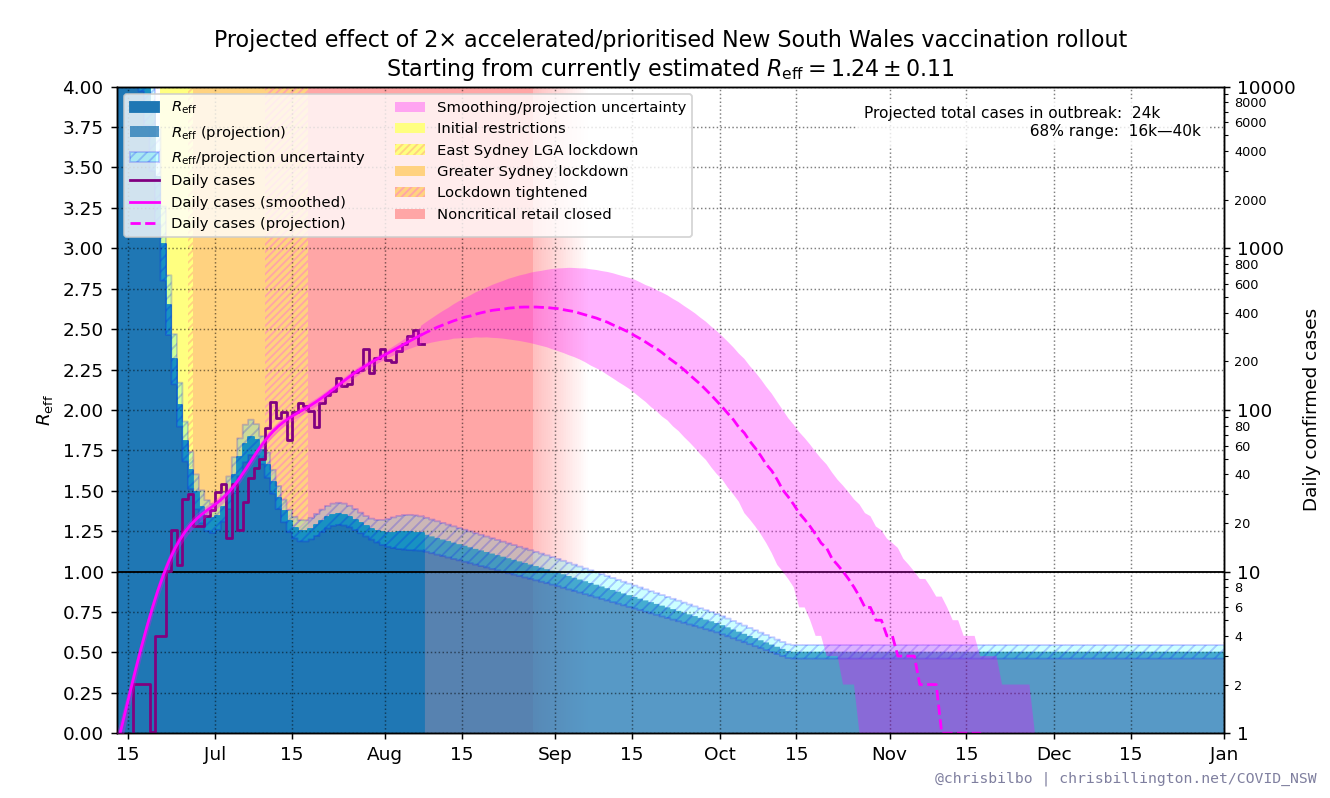 Projected effect of 2× accelerated/prioritised New South Wales vaccination rollout
Starting from currently estimated R_eff = 1.24 ± 0.11
Projected total cases in outbreak: 24k
68% range: 16k—40k
R_eff
R_eff (projection)
R_eff/projection uncertainty
Daily cases
Daily cases (smoothed)
Daily cases (projection)
Smoothing/projection uncertainty
Initial restrictions
East Sydney LGA lockdown
Greater Sydney lockdown
Lockdown tightened
Noncritical retail closed
R_eff
4.00
3.75
3.50
3.25
3.00
2.75
2.50
2.25
2.00
1.75
1.50
1.25
1.00
0.75
0.50
0.25
0.00
10000
8000
6000
4000
2000
1000
800
600
400
200
100
80
60
40
20
10
8
6
4
2
1
Daily confirmed cases
15 Jul 15 Aug 15 Sep 15 Oct 15 Nov 15 Dec 15 Jan
@chrisbilbo | chrisbillington.net/COVID_NSW